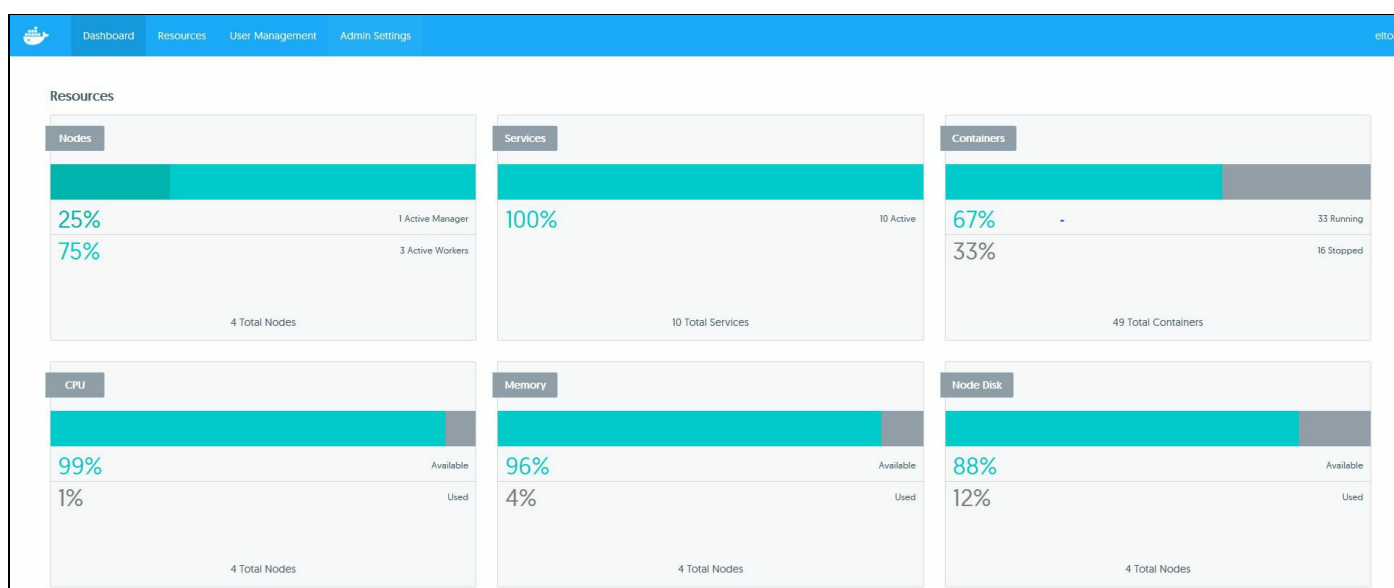 Dashboard Resources User Management Admin Settings elto
Resources
Nodes Services Containers
25% 1 Active Manager 100% 10 Active 67% - 33 Running
75% 3 Active Workers 33% 16 Stopped
4 Total Nodes 10 Total Services 49 Total Containers
CPU Memory Node Disk
99% Available 96% Available 88% Available
1% Used 4% Used 12% Used
4 Total Nodes 4 Total Nodes 4 Total Nodes